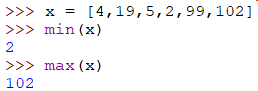 >>> x = [4,19,5,2,99,102]
>>> min(x)
2
>>> max(x)
102